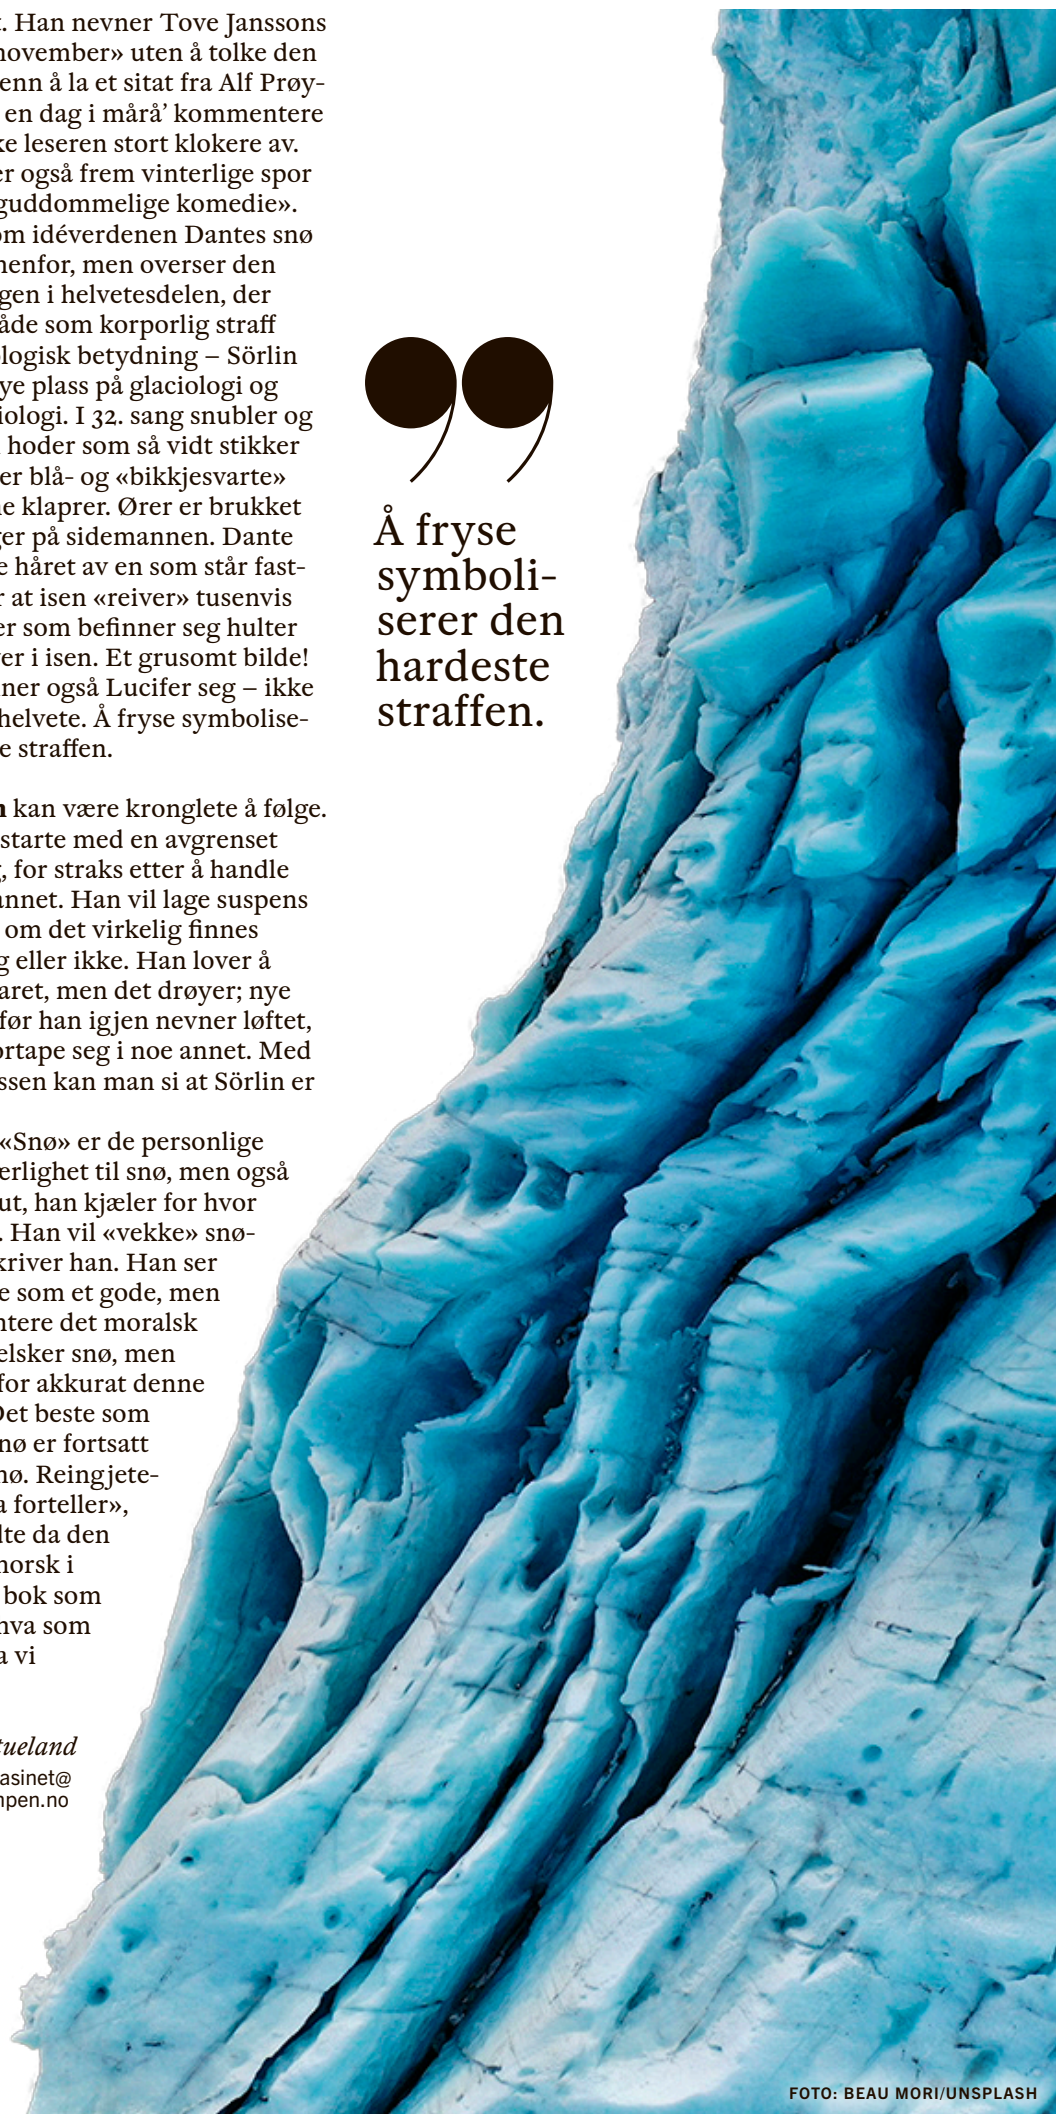 . Han nevner Tove Janssons
november» uten å tolke den
enn å la et sitat fra Alf Prøy-
en dag i mårå’ kommentere
ke leseren stort klokere av.
er også frem vinterlige spor
guddommelige komedie».
om idéverdenen Dantes snø
nenfor, men overser den
gen i helvetesdelen, der
åde som korporlig straff
logisk betydning – Sörlin
ye plass på glaciologi og
iologi. I 32. sang snubler og
hoder som så vidt stikker
er blå- og «bikkjesvarte»
ne klaprer. Ører er brukket
ger på sidemannen. Dante
e håret av en som står fast-
r at isen «reiver» tusenvis
er som befinner seg hulter
er i isen. Et grusomt bilde!
ner også Lucifer seg – ikke
helvete. Å fryse symbolise-
e straffen.
n kan være kronglete å følge.
starte med en avgrenset
g, for straks etter å handle
annet. Han vil lage suspens
om det virkelig finnes
g eller ikke. Han lover å
aret, men det drøyer; nye
før han igjen nevner løftet,
ortape seg i noe annet. Med
ssen kan man si at Sörlin er
«Snø» er de personlige
ærlighet til snø, men også
ut, han kjæler for hvor
. Han vil «vekke» snø-
kriver han. Han ser
e som et gode, men
ntere det moralsk
elsker snø, men
for akkurat denne
Det beste som
nø er fortsatt
nø. Reingjete-
a forteller»,
lte da den
norsk i
bok som
hva som
a vi
tueland
asinet@
npen.no
”
Å fryse
symboli-
serer den
hardeste
straffen.
FOTO: BEAU MORI/UNSPLASH